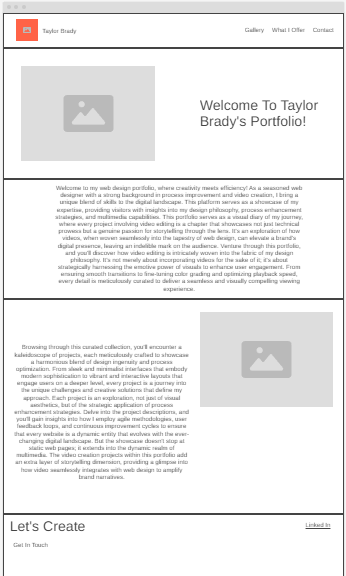 Taylor Brady
Gallery What I Offer Contact
Welcome To Taylor
Brady's Portfolio!
Welcome to my web design portfolio, where creativity meets efficiency! As a seasoned web
designer with a strong background in process improvement and video creation, I bring a
unique blend of skills to the digital landscape. This platform serves as a showcase of my
expertise, providing visitors with insights into my design philosophy, process enhancement
strategies, and multimedia capabilities. This portfolio serves as a visual diary of my journey,
where every project involving video editing is a chapter that showcases not just technical
prowess but a genuine passion for storytelling through the lens. It's an exploration of how
videos, when woven seamlessly into the tapestry of web design, can elevate a brand's
digital presence, leaving an indelible mark on the audience. Venture through this portfolio,
and you'll discover how video editing is intricately woven into the fabric of my design
philosophy. It's not merely about incorporating videos for the sake of it; it's about
strategically harnessing the emotive power of visuals to enhance user engagement. From
ensuring smooth transitions to fine-tuning color grading and optimizing playback speed,
every detail is meticulously curated to deliver a seamless and visually compelling viewing
experience.
Browsing through this curated collection, you'll encounter a
kaleidoscope of projects, each meticulously crafted to showcase
a harmonious blend of design ingenuity and process
optimization. From sleek and minimalist interfaces that embody
modern sophistication to vibrant and interactive layouts that
engage users on a deeper level, every project is a journey into
the unique challenges and creative solutions that define my
approach. Each project is an exploration, not just of visual
aesthetics, but of the strategic application of process
enhancement strategies. Delve into the project descriptions, and
you'll gain insights into how I employ agile methodologies, user
feedback loops, and continuous improvement cycles to ensure
that every website is a dynamic entity that evolves with the ever-
changing digital landscape. But the showcase doesn't stop at
static web pages; it extends into the dynamic realm of
multimedia. The video creation projects within this portfolio add
an extra layer of storytelling dimension, providing a glimpse into
how video seamlessly integrates with web design to amplify
brand narratives.
Let's Create
Linked In
Get In Touch